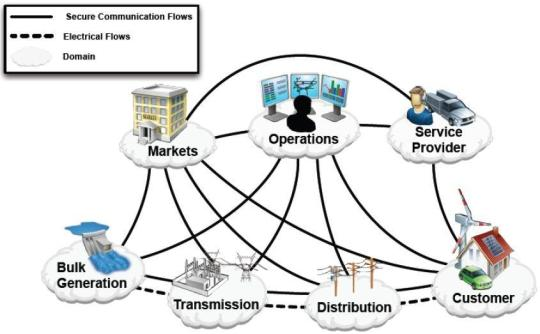 Secure Communication Flows
Electrical Flows
Domain
Markets
Operations
Service
Provider
Bulk
Generation
Transmission
Distribution
Customer